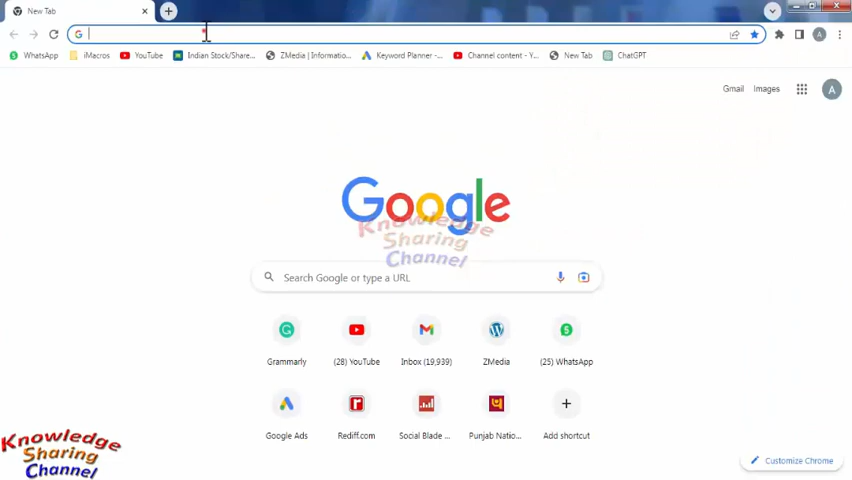 New Tab
WhatsApp iMacros YouTube Indian Stock/Share... ZMedia | Informatio... Keyword Planner -... Channel content - Y... New Tab ChatGPT
Gmail Images A
Google
Knowledge
Sharing
Channel
Search Google or type a URL
Grammarly (28) YouTube Inbox (19,939) ZMedia (25) WhatsApp
Google Ads Rediff.com Social Blade ... Punjab Natio... Add shortcut
Knowledge
Sharing
Channel
Customize Chrome